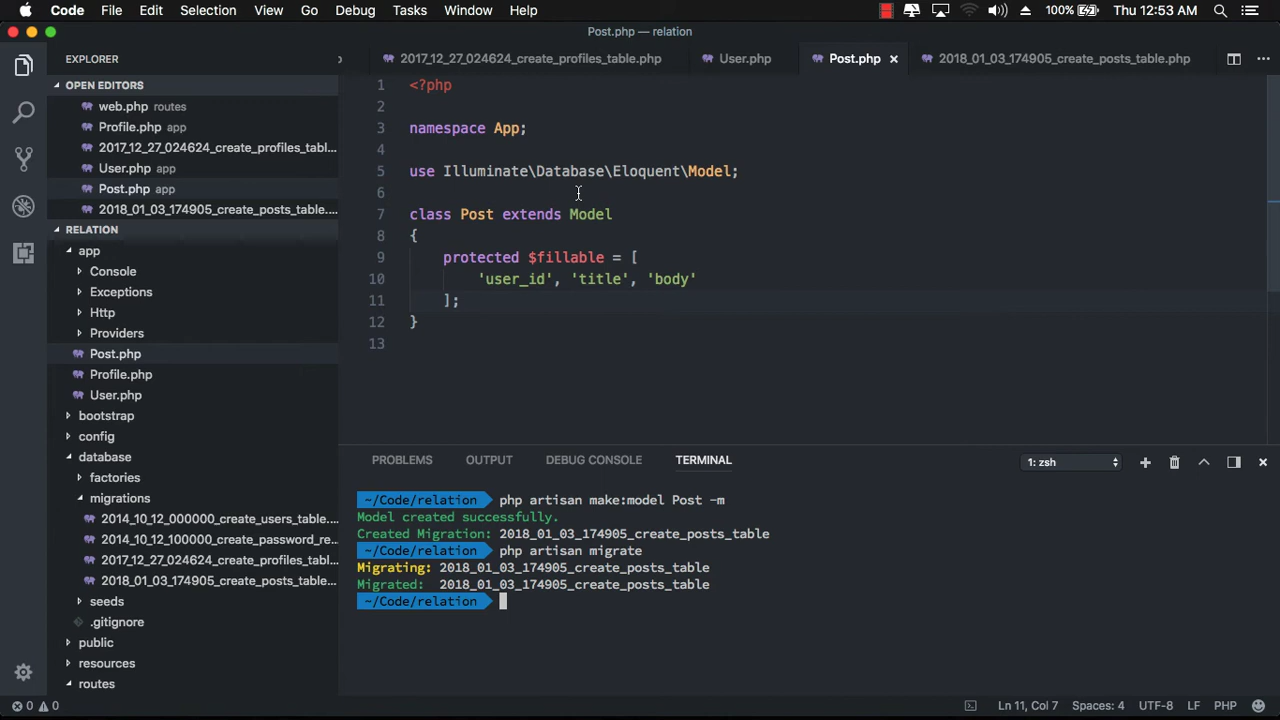 Code File Edit Selection View Go Debug Tasks Window Help 100% Thu 12:53 AM
Post.php — relation
EXPLORER
2017_12_27_024624_create_profiles_table.php User.php Post.php × 2018_01_03_174905_create_posts_table.php ...
OPEN EDITORS
web.php routes
Profile.php app
2017_12_27_024624_create_profiles_tabl...
User.php app
Post.php app
2018_01_03_174905_create_posts_table....
RELATION
app
Console
Exceptions
Http
Providers
Post.php
Profile.php
User.php
bootstrap
config
database
factories
migrations
2014_10_12_000000_create_users_table....
2014_10_12_100000_create_password_re...
2017_12_27_024624_create_profiles_tabl...
2018_01_03_174905_create_posts_table....
seeds
.gitignore
public
resources
routes
1 <?php
2
3 namespace App;
4
5 use Illuminate\Database\Eloquent\Model;
6
7 class Post extends Model
8 {
9 protected $fillable = [
10 'user_id', 'title', 'body'
11 ];
12 }
13
PROBLEMS OUTPUT DEBUG CONSOLE TERMINAL 1: zsh
~/Code/relation php artisan make:model Post -m
Model created successfully.
Created Migration: 2018_01_03_174905_create_posts_table
~/Code/relation php artisan migrate
Migrating: 2018_01_03_174905_create_posts_table
Migrated: 2018_01_03_174905_create_posts_table
~/Code/relation
0 0 Ln 11, Col 7 Spaces: 4 UTF-8 LF PHP